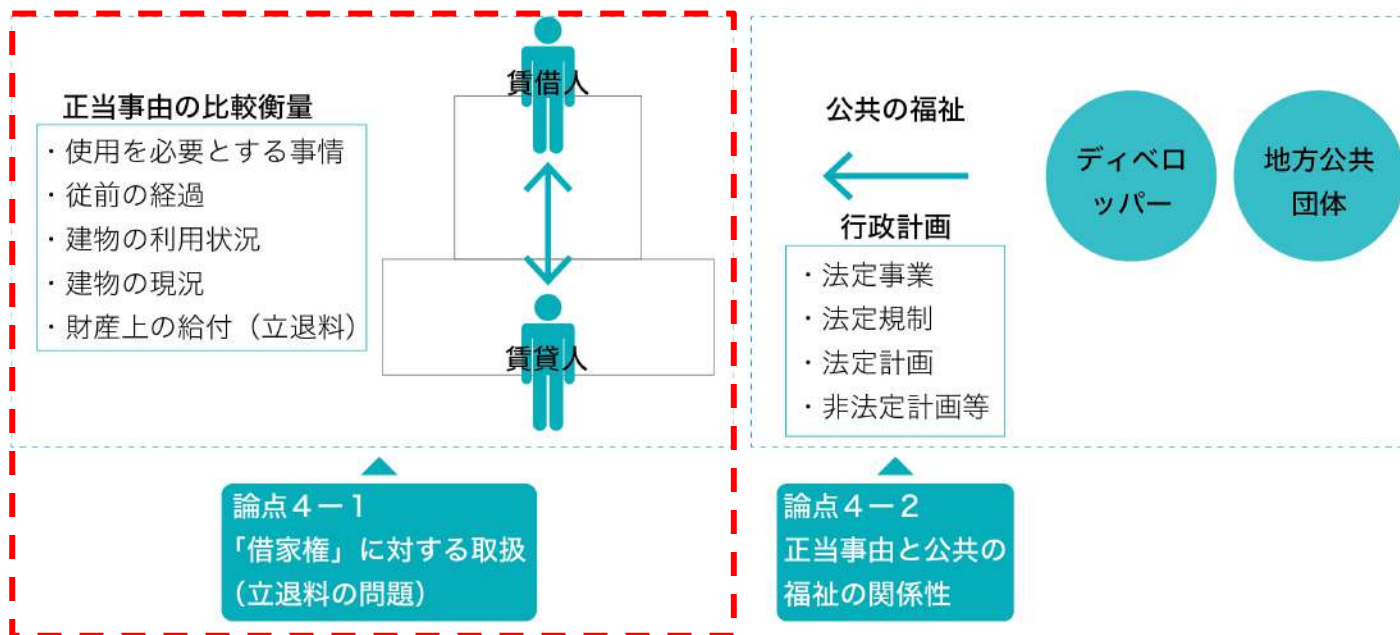 正当事由の比較衡量
・使用を必要とする事情
・従前の経過
・建物の利用状況
・建物の現況
・財産上の給付（立退料）
賃借人
賃貸人
論点４－１
「借家権」に対する取扱
（立退料の問題）
公共の福祉
行政計画
・法定事業
・法定規制
・法定計画
・非法定計画等
ディベロ
ッパー
地方公共
団体
論点４－２
正当事由と公共の
福祉の関係性